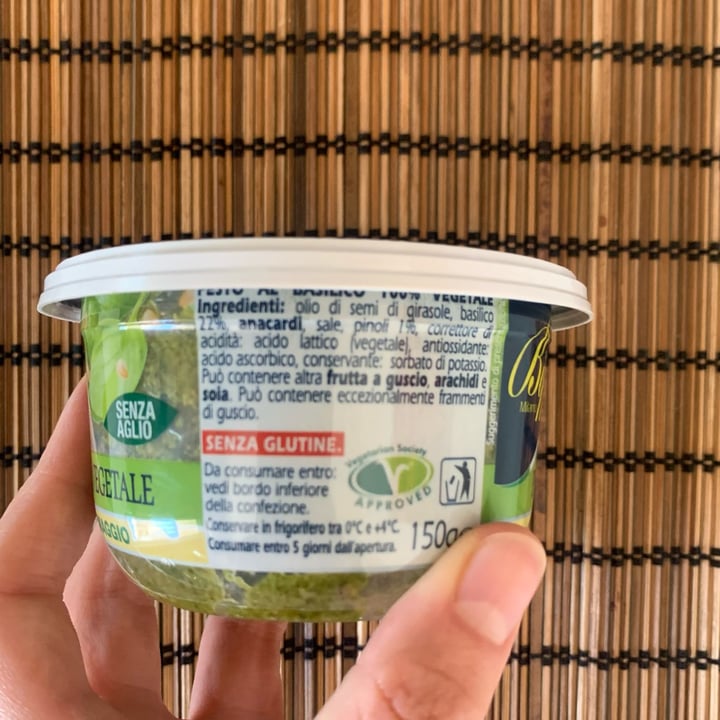 PESTO AL BASILICO 100% VEGETALE
Ingredienti: olio di semi di girasole, basilico
22%, anacardi, sale, pinoli 1%, correttore di
acidità: acido lattico (vegetale), antiossidante:
acido ascorbico, conservante: sorbato di potassio.
Può contenere altra frutta a guscio, arachidi e
soia. Può contenere eccezionalmente frammenti
di guscio.
SENZA GLUTINE.
Da consumare entro:
vedi bordo inferiore
della confezione.
Conservare in frigorifero tra 0°C e +4°C.
Consumare entro 5 giorni dall'apertura.
150g
Vegetarian Society
APPROVED
SENZA
AGLIO
EGETALE
AGGIO
Suggerimento di